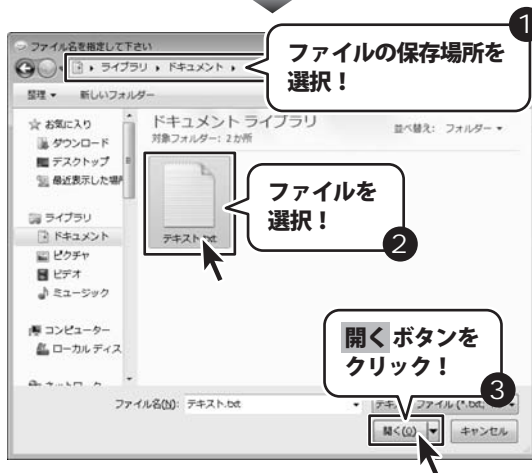 1
ファイル名を指定して下さい
ファイルの保存場所を
選択！
ライブラリ ▸ ドキュメント ▸
整理 ▼ 新しいフォルダー
お気に入り
ダウンロード
デスクトップ
最近表示した場
ライブラリ
ドキュメント
ピクチャ
ビデオ
ミュージック
コンピューター
ローカル ディス
ドキュメント ライブラリ
対象フォルダー: 2か所
並べ替え: フォルダー ▼
テキスト.txt
ファイルを
選択！
2
開く ボタンを
クリック！
3
ファイル名(N): テキスト.txt
ファイル (*.txt,
開く(O)
キャンセル